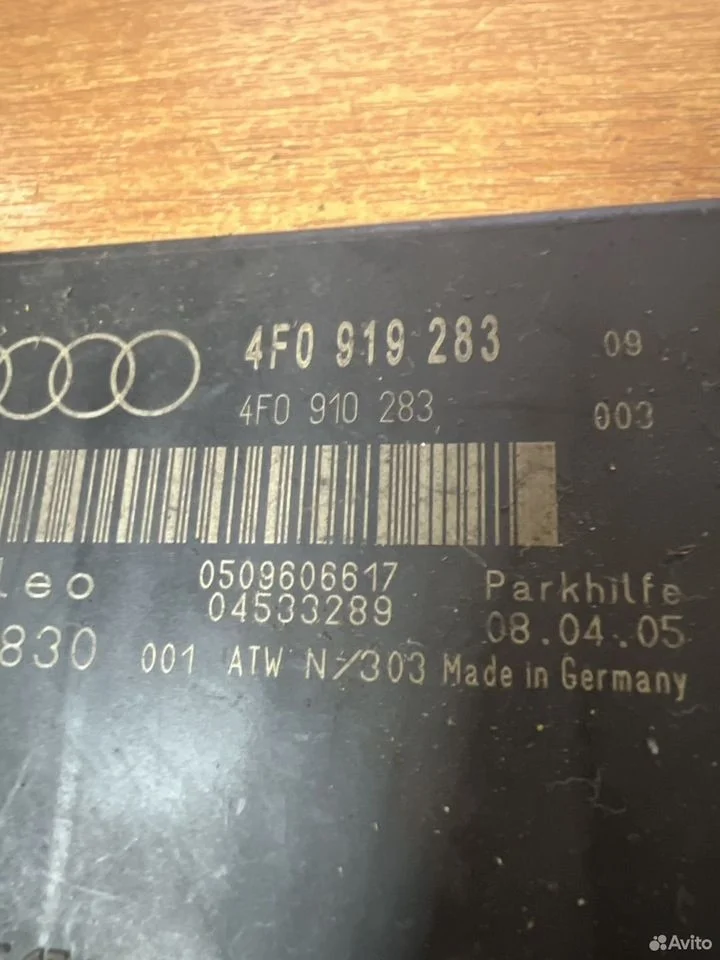 4F0 919 283 09
4F0 910 283 003
leo 0509606617 Parkhilfe
04533289 08.04.05
830 001 ATW N/303 Made in Germany
Avito